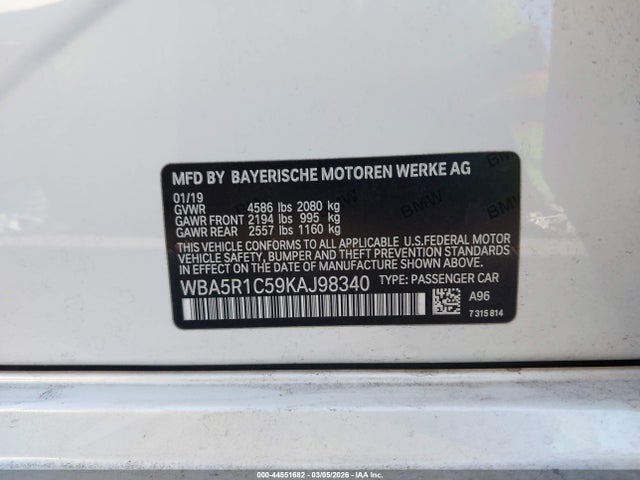 MFD BY BAYERISCHE MOTOREN WERKE AG
01/19
GVWR 4586 lbs 2080 kg
GAWR FRONT 2194 lbs 995 kg
GAWR REAR 2557 lbs 1160 kg
THIS VEHICLE CONFORMS TO ALL APPLICABLE U.S.FEDERAL MOTOR
VEHICLE SAFETY, BUMPER AND THEFT PREVENTION STANDARDS
IN EFFECT ON THE DATE OF MANUFACTURE SHOWN ABOVE.
WBA5R1C59KAJ98340 TYPE: PASSENGER CAR
A96
7 315 814
BMW
BMW
BMW
000-44551682 - 03/05/2026 - IAA Inc.